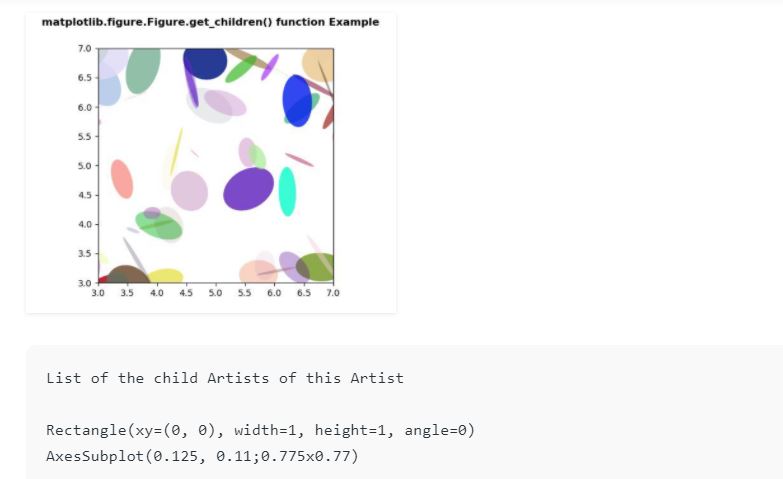 matplotlib.figure.Figure.get_children() function Example
7.0
6.5
6.0
5.5
5.0
4.5
4.0
3.5
3.0
3.0 3.5 4.0 4.5 5.0 5.5 6.0 6.5 7.0
List of the child Artists of this Artist
Rectangle(xy=(0, 0), width=1, height=1, angle=0)
AxesSubplot(0.125, 0.11;0.775x0.77)